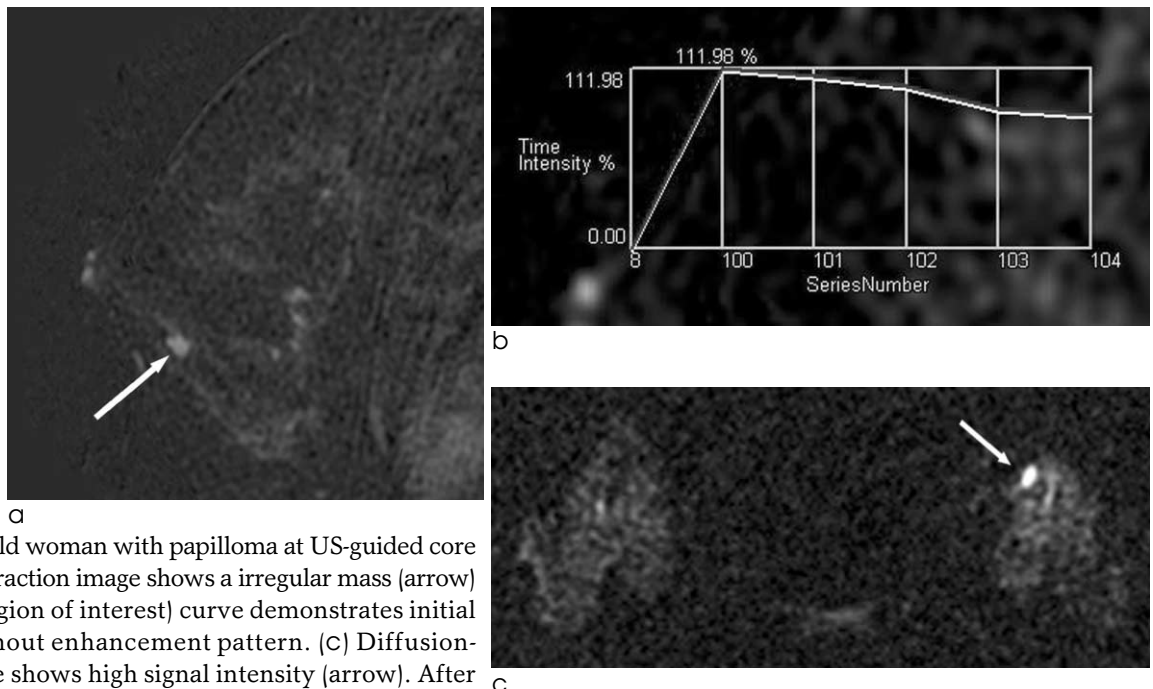 111.98 %
111.98
Time
Intensity %
0.00
8 100 101 102 103 104
SeriesNumber
b
a
c
ld woman with papilloma at US-guided core
raction image shows a irregular mass (arrow)
gion of interest) curve demonstrates initial
nout enhancement pattern. (C) Diffusion-
e shows high signal intensity (arrow). After